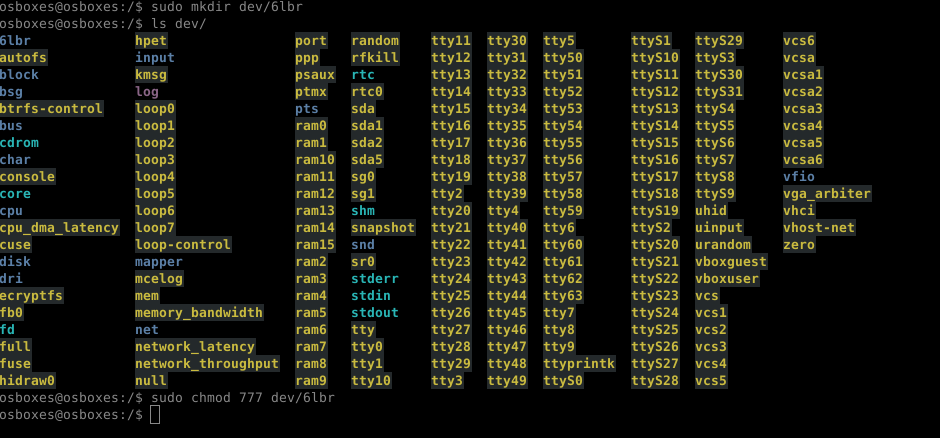 osboxes@osboxes:/$ sudo mkdir dev/6lbr
osboxes@osboxes:/$ ls dev/
6lbr hpet port random tty11 tty30 tty5 ttyS1 ttyS29 vcs6
autofs input ppp rfkill tty12 tty31 tty50 ttyS10 ttyS3 vcsa
block kmsg psaux rtc tty13 tty32 tty51 ttyS11 ttyS30 vcsa1
bsg log ptmx rtc0 tty14 tty33 tty52 ttyS12 ttyS31 vcsa2
btrfs-control loop0 pts sda tty15 tty34 tty53 ttyS13 ttyS4 vcsa3
bus loop1 ram0 sda1 tty16 tty35 tty54 ttyS14 ttyS5 vcsa4
cdrom loop2 ram1 sda2 tty17 tty36 tty55 ttyS15 ttyS6 vcsa5
char loop3 ram10 sda5 tty18 tty37 tty56 ttyS16 ttyS7 vcsa6
console loop4 ram11 sg0 tty19 tty38 tty57 ttyS17 ttyS8 vfio
core loop5 ram12 sg1 tty2 tty39 tty58 ttyS18 ttyS9 vga_arbiter
cpu loop6 ram13 shm tty20 tty4 tty59 ttyS19 uhid vhci
cpu_dma_latency loop7 ram14 snapshot tty21 tty40 tty6 ttyS2 uinput vhost-net
cuse loop-control ram15 snd tty22 tty41 tty60 ttyS20 urandom zero
disk mapper ram2 sr0 tty23 tty42 tty61 ttyS21 vboxguest
dri mcelog ram3 stderr tty24 tty43 tty62 ttyS22 vboxuser
ecryptfs mem ram4 stdin tty25 tty44 tty63 ttyS23 vcs
fb0 memory_bandwidth ram5 stdout tty26 tty45 tty7 ttyS24 vcs1
fd net ram6 tty tty27 tty46 tty8 ttyS25 vcs2
full network_latency ram7 tty0 tty28 tty47 tty9 ttyS26 vcs3
fuse network_throughput ram8 tty1 tty29 tty48 ttyprintk ttyS27 vcs4
hidraw0 null ram9 tty10 tty3 tty49 ttyS0 ttyS28 vcs5
osboxes@osboxes:/$ sudo chmod 777 dev/6lbr
osboxes@osboxes:/$